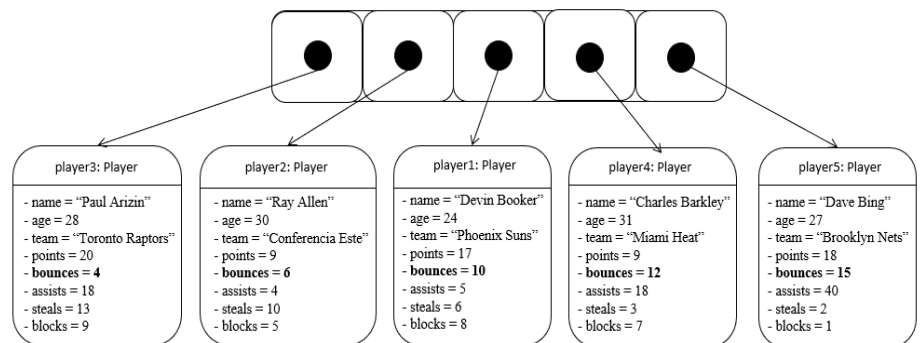 player3: Player
- name = “Paul Arizin”
- age = 28
- team = “Toronto Raptors”
- points = 20
- bounces = 4
- assists = 18
- steals = 13
- blocks = 9
player2: Player
- name = “Ray Allen”
- age = 30
- team = “Conferencia Este”
- points = 9
- bounces = 6
- assists = 4
- steals = 10
- blocks = 5
player1: Player
- name = “Devin Booker”
- age = 24
- team = “Phoenix Suns”
- points = 17
- bounces = 10
- assists = 5
- steals = 6
- blocks = 8
player4: Player
- name = “Charles Barkley”
- age = 31
- team = “Miami Heat”
- points = 9
- bounces = 12
- assists = 18
- steals = 3
- blocks = 7
player5: Player
- name = “Dave Bing”
- age = 27
- team = “Brooklyn Nets”
- points = 18
- bounces = 15
- assists = 40
- steals = 2
- blocks = 1